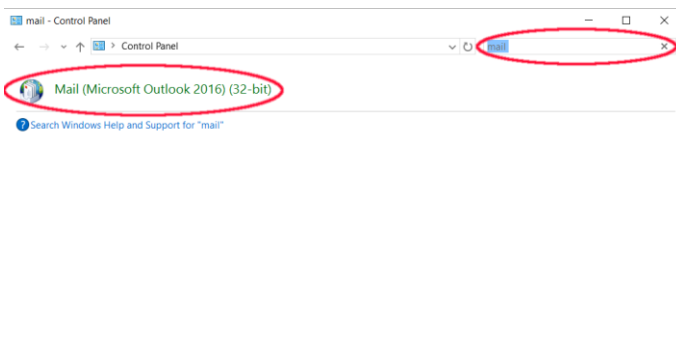 mail - Control Panel
Control Panel
mail
Mail (Microsoft Outlook 2016) (32-bit)
Search Windows Help and Support for "mail"